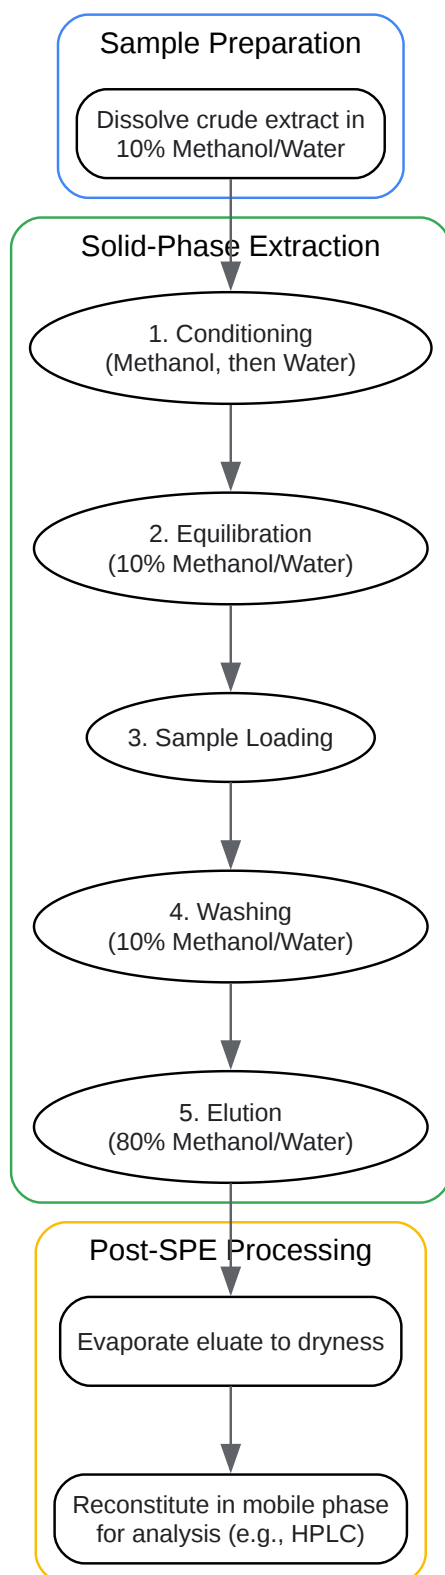 Sample Preparation
Dissolve crude extract in
10% Methanol/Water
Solid-Phase Extraction
1. Conditioning
(Methanol, then Water)
2. Equilibration
(10% Methanol/Water)
3. Sample Loading
4. Washing
(10% Methanol/Water)
5. Elution
(80% Methanol/Water)
Post-SPE Processing
Evaporate eluate to dryness
Reconstitute in mobile phase
for analysis (e.g., HPLC)